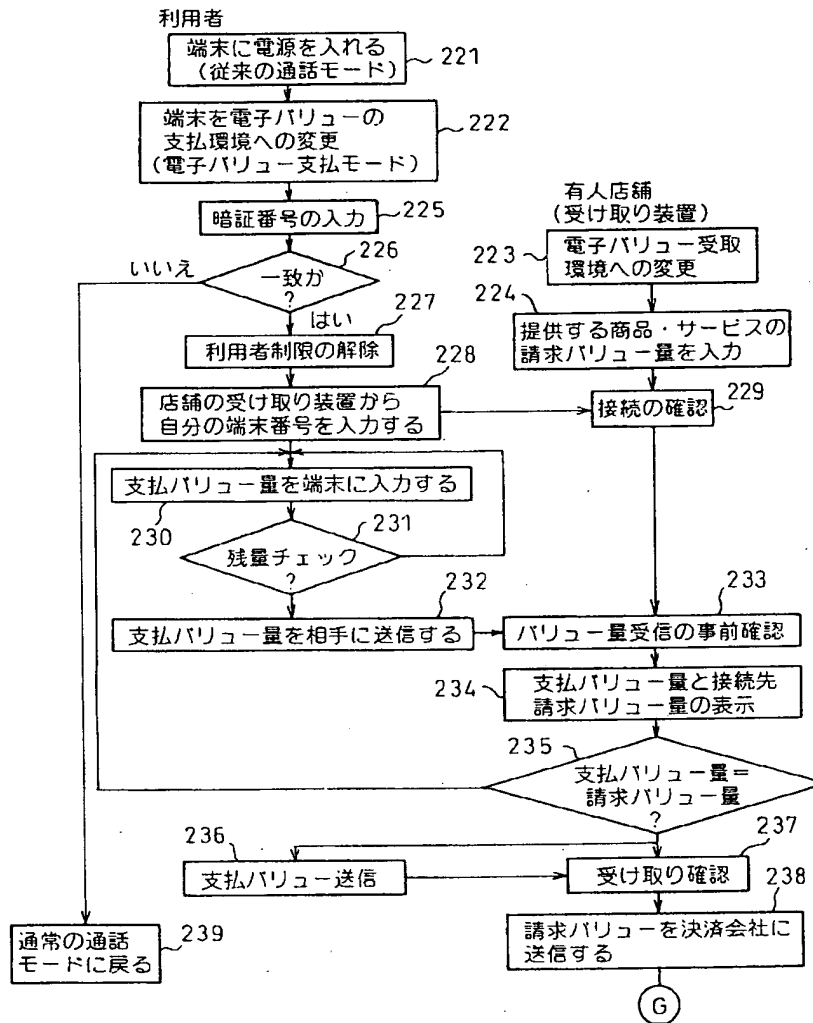 利用者
端末に電源を入れる
(従来の通話モード)
221
端末を電子バリューの
支払環境への変更
(電子バリュー支払モード)
222
暗証番号の入力
225
有人店舗
(受け取り装置)
電子バリュー受取
環境への変更
223
226
いいえ
一致か
?
はい
227
利用者制限の解除
224
提供する商品・サービスの
請求バリュー量を入力
228
店舗の受け取り装置から
自分の端末番号を入力する
接続の確認
229
支払バリュー量を端末に入力する
230
231
残量チェック
?
232
支払バリュー量を相手に送信する
233
バリュー量受信の事前確認
234
支払バリュー量と接続先
請求バリュー量の表示
235
支払バリュー量=
請求バリュー量
?
236
支払バリュー送信
237
受け取り確認
238
請求バリューを決済会社に
送信する
通常の通話
モードに戻る
239
G